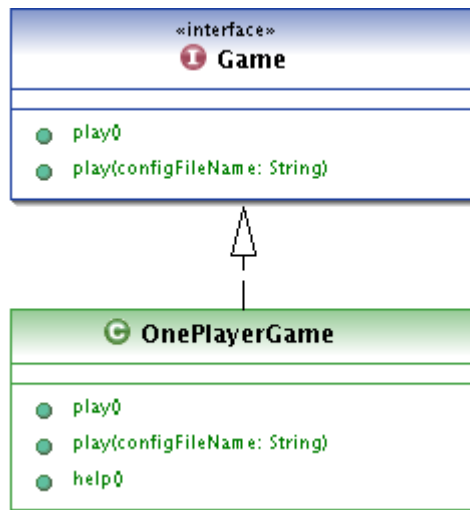 «interface»
I Game
play()
play(configFileName: String)
C OnePlayerGame
play()
play(configFileName: String)
help()